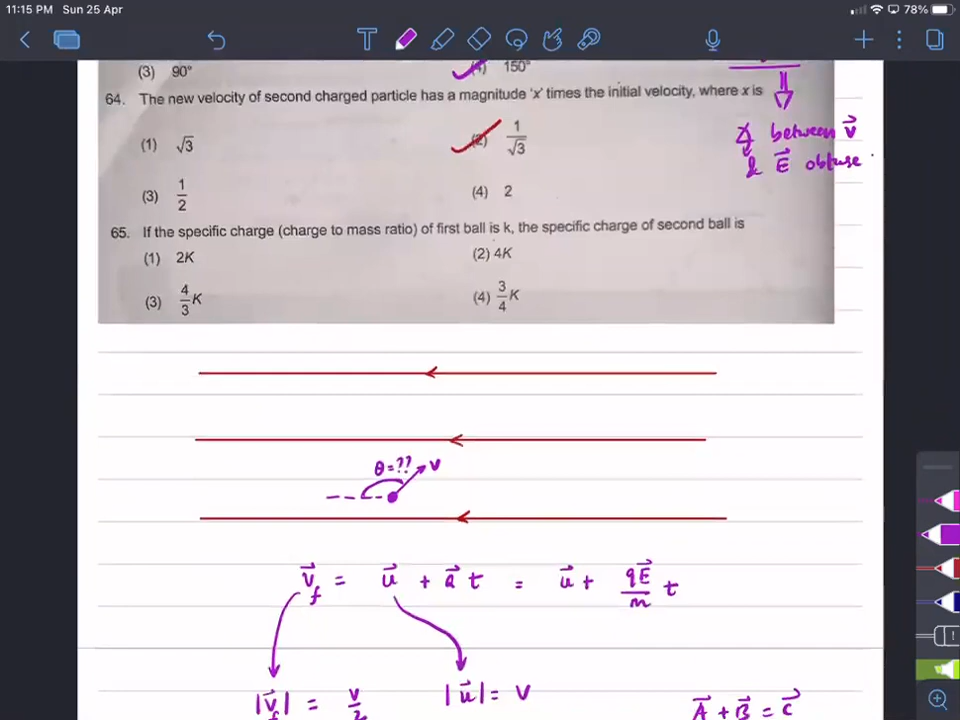 11:15 PM Sun 25 Apr 78%
(3) 90° (4) 150°
64. The new velocity of second charged particle has a magnitude 'x' times the initial velocity, where x is
(1) √3 (2) 1/√3
(3) 1/2 (4) 2
∡ between v⃗
& E⃗ obtuse
65. If the specific charge (charge to mass ratio) of first ball is k, the specific charge of second ball is
(1) 2K (2) 4K
(3) 4/3 K (4) 3/4 K
θ = ?? v
v⃗f = u⃗ + a⃗ t = u⃗ + qE⃗/m t
|v⃗f| = v/2 |u⃗| = v
A⃗ + B⃗ = C⃗